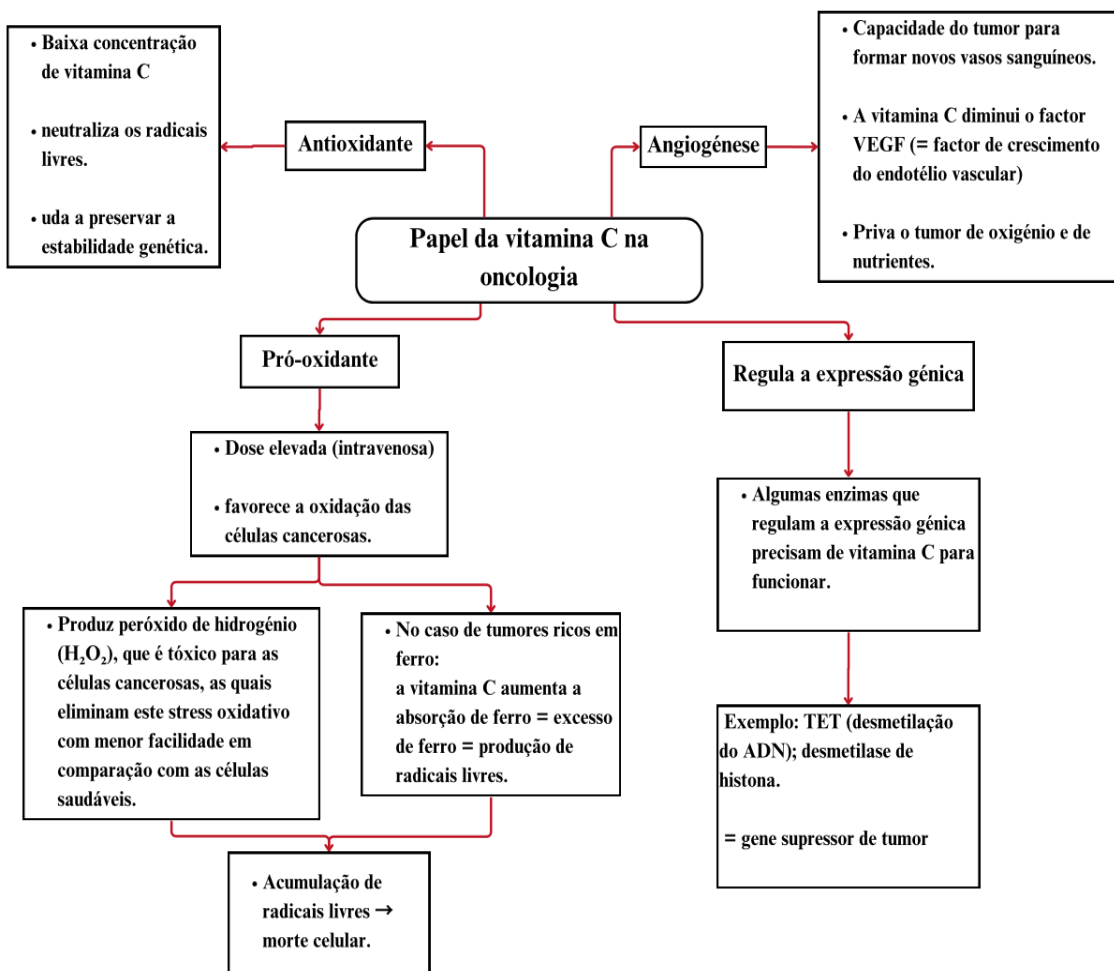 • Baixa concentração
de vitamina C
• neutraliza os radicais
livres.
• uda a preservar a
estabilidade genética.
Antioxidante
Angiogénese
• Capacidade do tumor para
formar novos vasos sanguíneos.
• A vitamina C diminui o factor
VEGF (= factor de crescimento
do endotélio vascular)
• Priva o tumor de oxigénio e de
nutrientes.
Papel da vitamina C na
oncologia
Pró-oxidante
Regula a expressão génica
• Dose elevada (intravenosa)
• favorece a oxidação das
células cancerosas.
• Algumas enzimas que
regulam a expressão génica
precisam de vitamina C para
funcionar.
• Produz peróxido de hidrogénio
(H₂O₂), que é tóxico para as
células cancerosas, as quais
eliminam este stress oxidativo
com menor facilidade em
comparação com as células
saudáveis.
• No caso de tumores ricos em
ferro:
a vitamina C aumenta a
absorção de ferro = excesso
de ferro = produção de
radicais livres.
Exemplo: TET (desmetilação
do ADN); desmetilase de
histona.
= gene supressor de tumor
• Acumulação de
radicais livres →
morte celular.